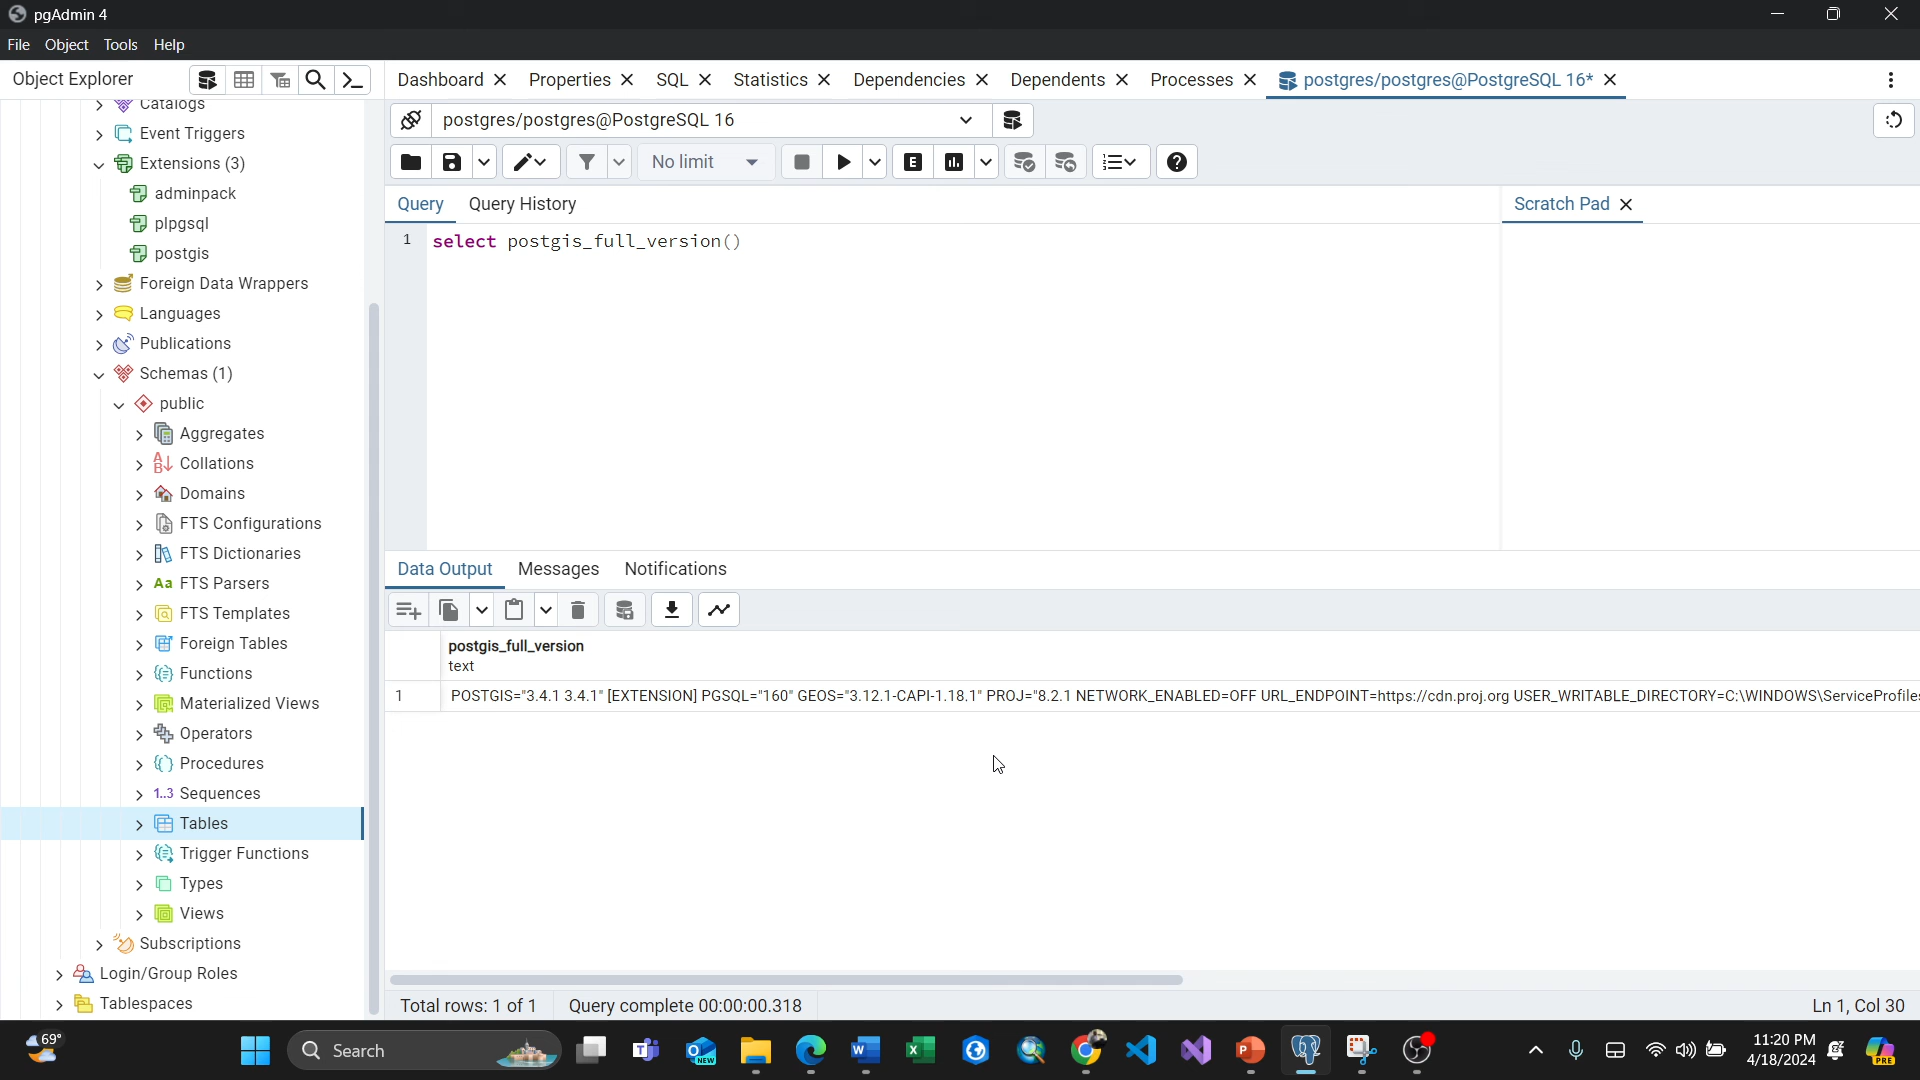 pgAdmin 4
File Object Tools Help
Object Explorer
Dashboard Properties SQL Statistics Dependencies Dependents Processes postgres/postgres@PostgreSQL 16*
postgres/postgres@PostgreSQL 16
No limit
E
Query Query History
Scratch Pad
1 select postgis_full_version()
Catalogs
Event Triggers
Extensions (3)
adminpack
plpgsql
postgis
Foreign Data Wrappers
Languages
Publications
Schemas (1)
public
Aggregates
Collations
Domains
FTS Configurations
FTS Dictionaries
Aa FTS Parsers
FTS Templates
Foreign Tables
Functions
Materialized Views
Operators
Procedures
1..3 Sequences
Tables
Trigger Functions
Types
Views
Subscriptions
Login/Group Roles
Tablespaces
Data Output Messages Notifications
postgis_full_version
text
1 POSTGIS="3.4.1 3.4.1" [EXTENSION] PGSQL="160" GEOS="3.12.1-CAPI-1.18.1" PROJ="8.2.1 NETWORK_ENABLED=OFF URL_ENDPOINT=https://cdn.proj.org USER_WRITABLE_DIRECTORY=C:\WINDOWS\ServiceProfiles
Total rows: 1 of 1 Query complete 00:00:00.318
Ln 1, Col 30
69°
Search
NEW
11:20 PM
4/18/2024
PRE